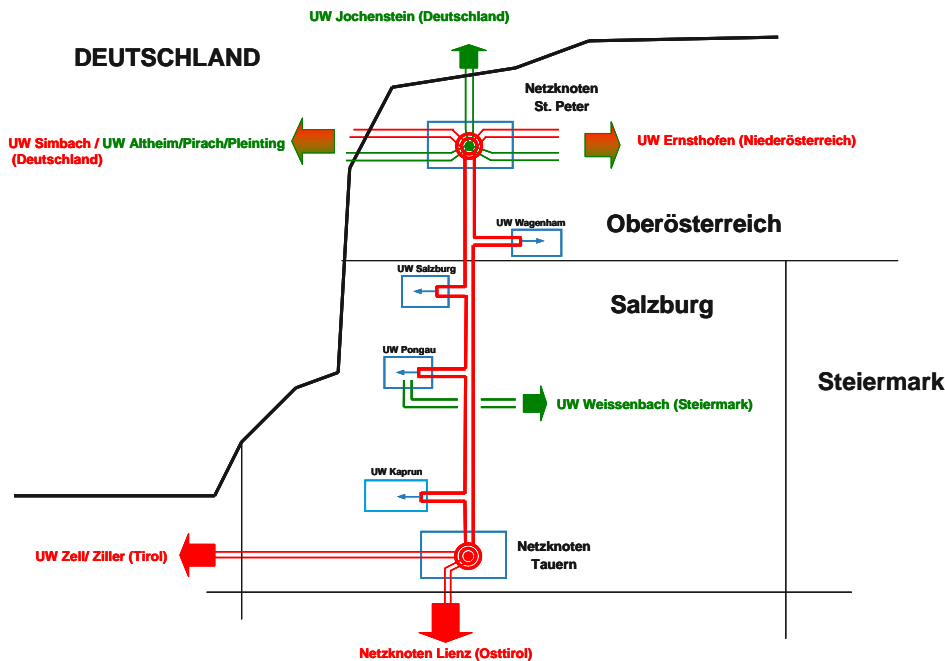 UW Jochenstein (Deutschland)
DEUTSCHLAND
Netzknoten
St. Peter
UW Simbach / UW Altheim/Pirach/Pleinting
(Deutschland)
UW Ernsthofen (Niederösterreich)
UW Wagenham
Oberösterreich
UW Salzburg
Salzburg
UW Pongau
Steiermark
UW Weissenbach (Steiermark)
UW Kaprun
UW Zell/ Ziller (Tirol)
Netzknoten
Tauern
Netzknoten Lienz (Osttirol)